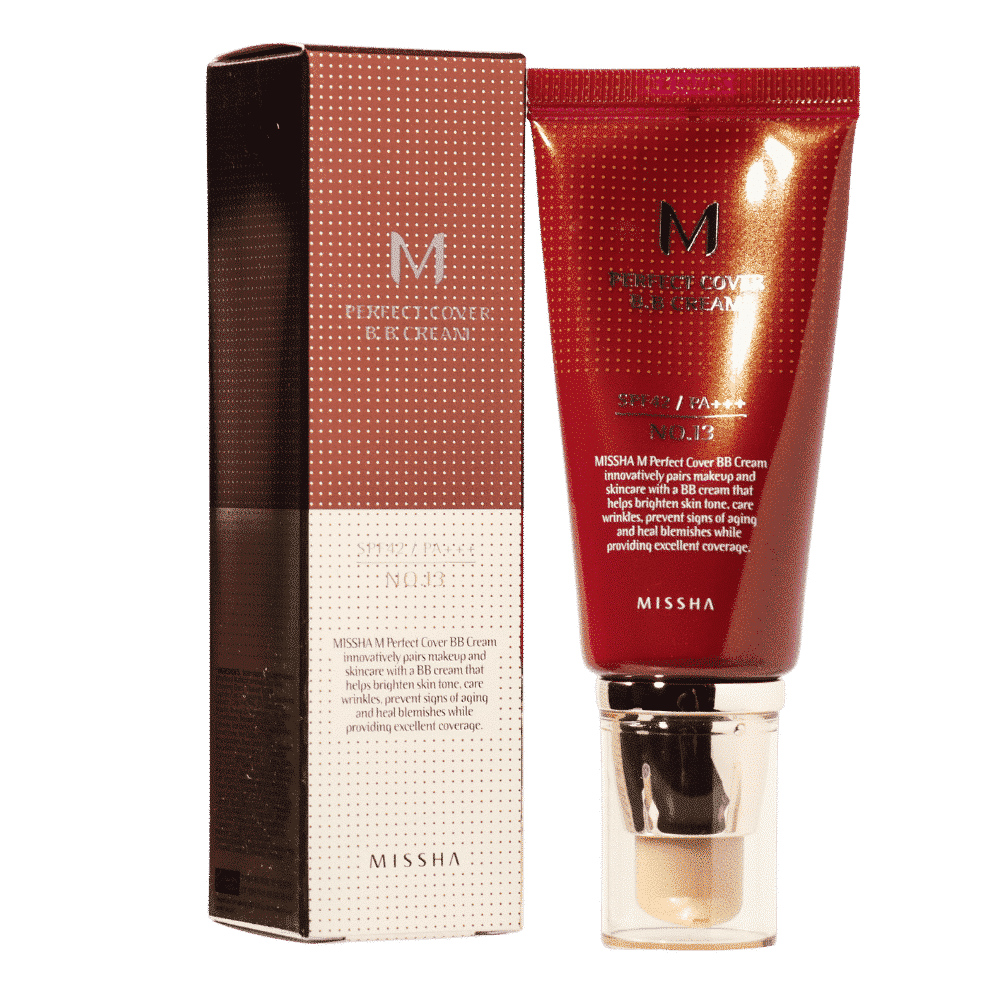 M
PERFECT COVER
B.B CREAM
SPF42 / PA+++
NO.13
MISSHA M Perfect Cover BB Cream
innovatively pairs makeup and
skincare with a BB cream that
helps brighten skin tone, care
wrinkles, prevent signs of aging
and heal blemishes while
providing excellent coverage.
MISSHA
M
PERFECT COVER
B.B CREAM
SPF42 / PA+++
NO.13
MISSHA M Perfect Cover BB Cream
innovatively pairs makeup and
skincare with a BB cream that
helps brighten skin tone, care
wrinkles, prevent signs of aging
and heal blemishes while
providing excellent coverage.
MISSHA